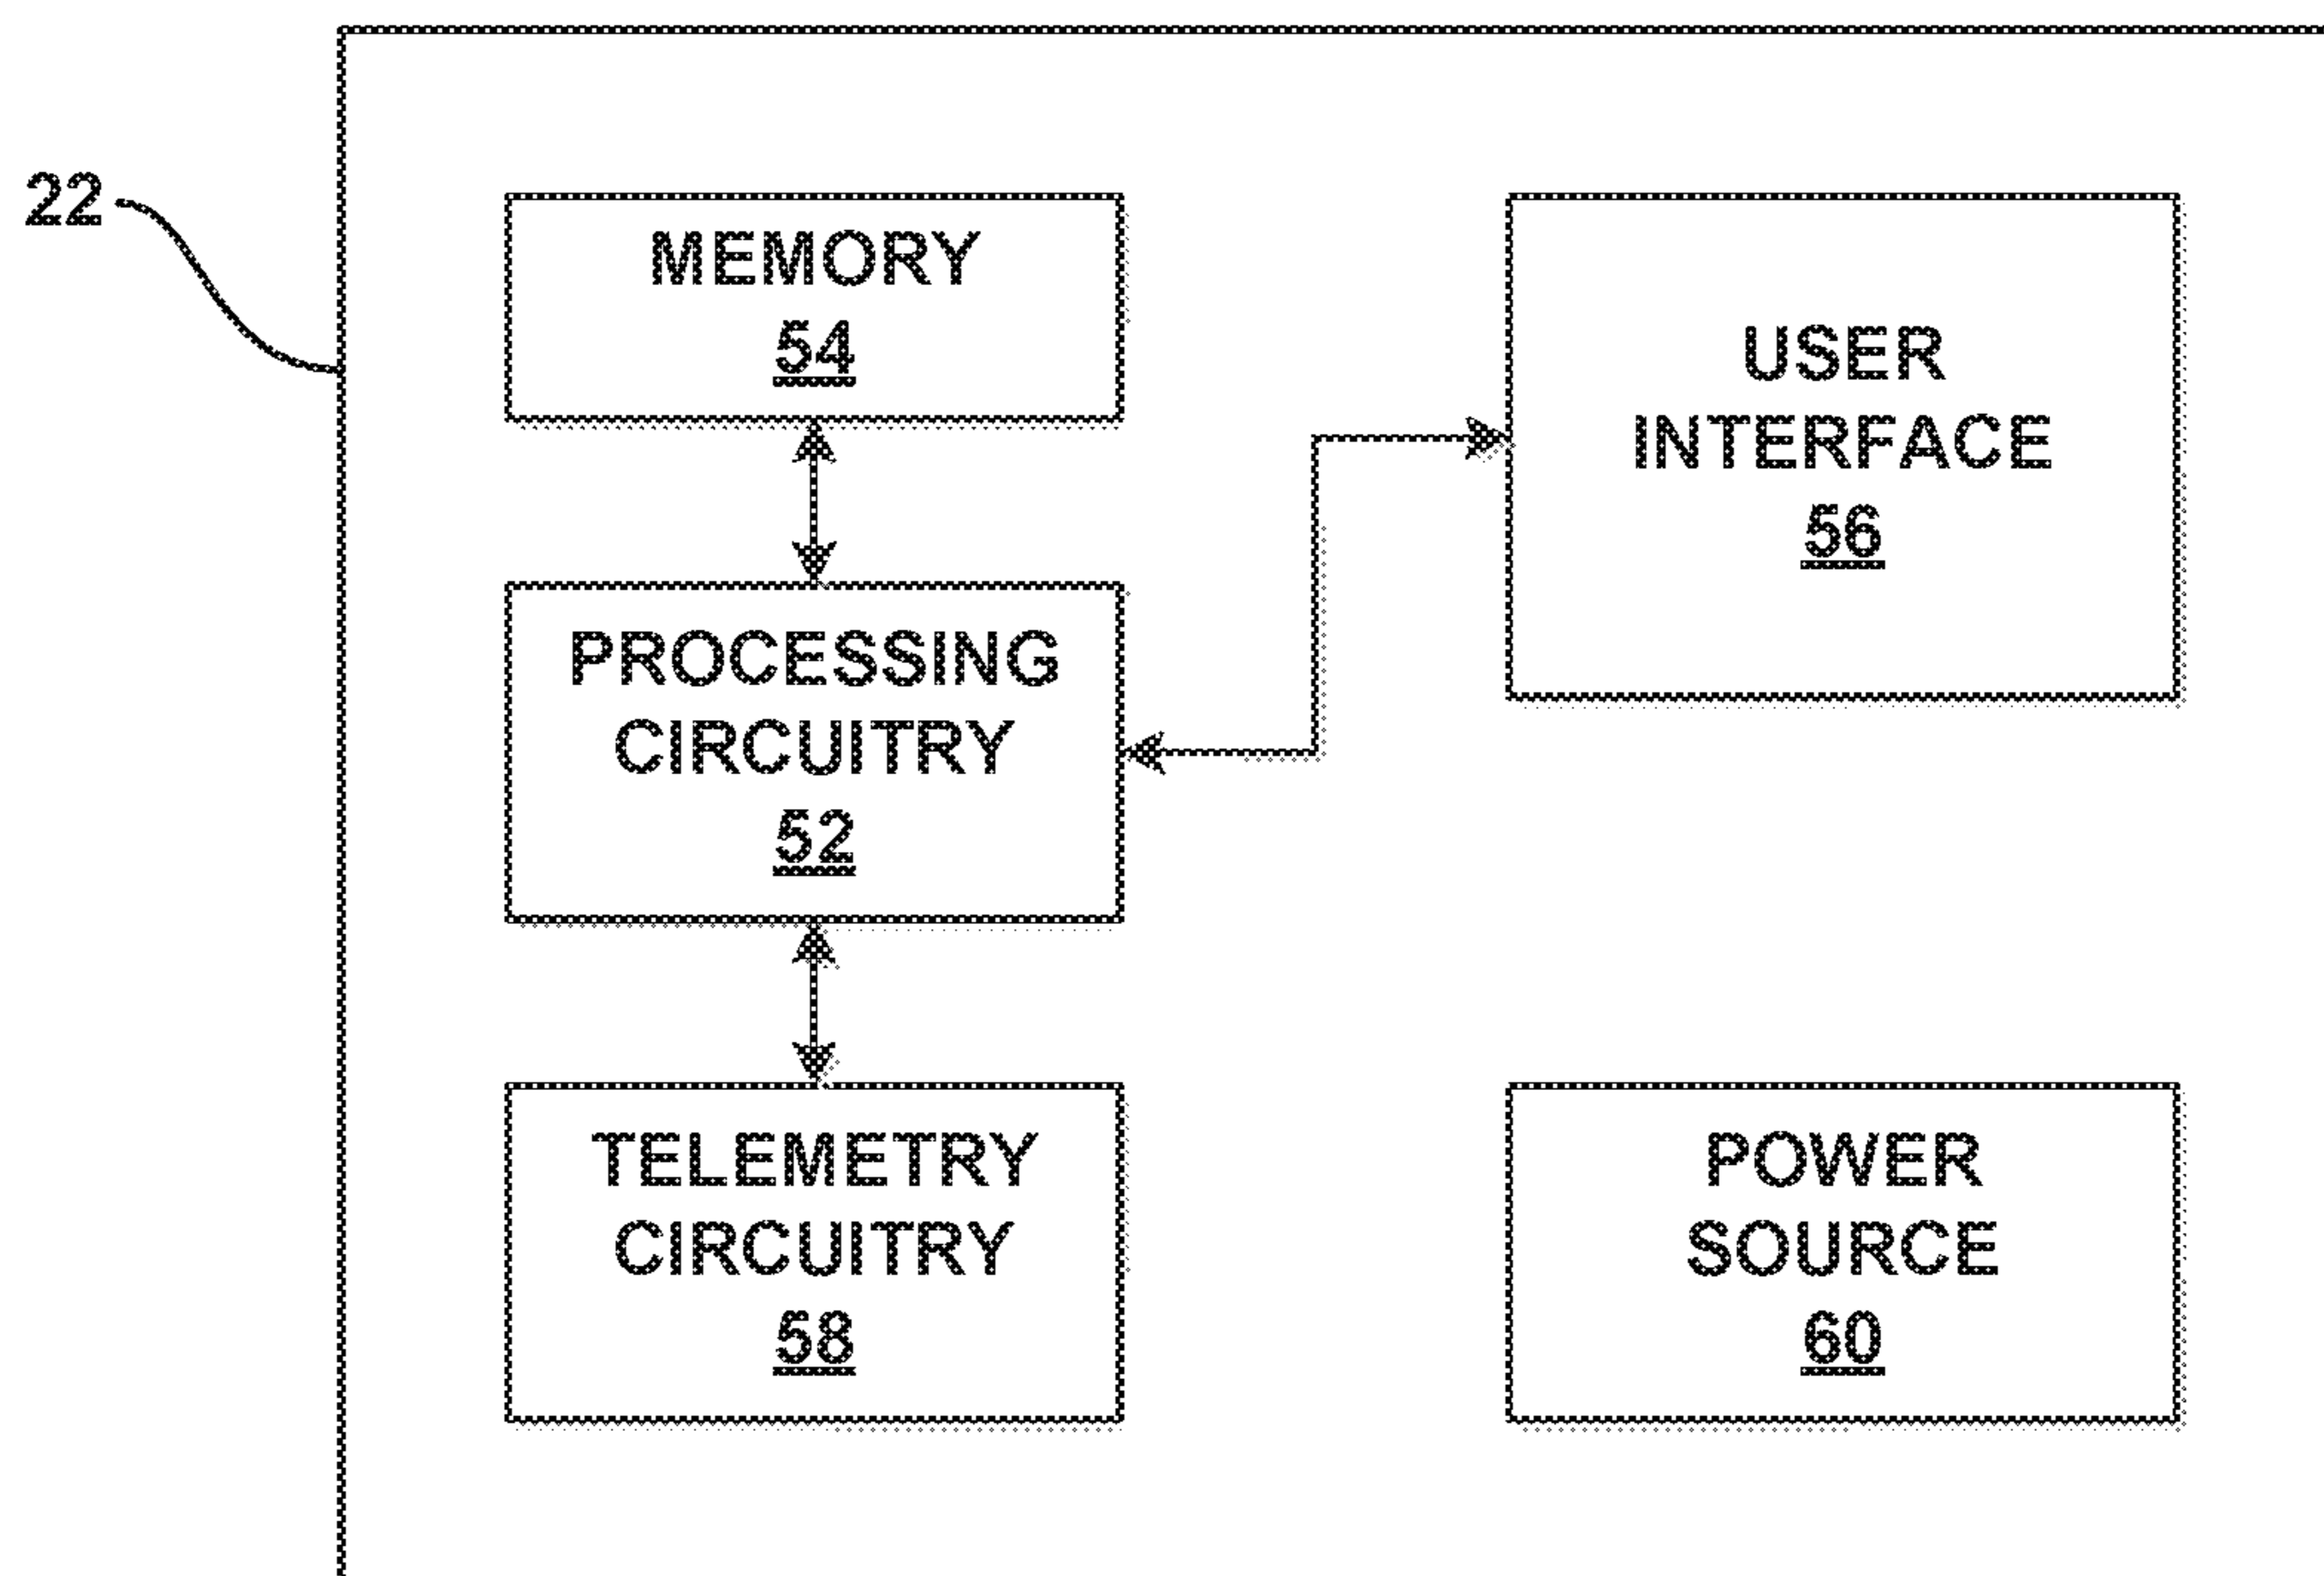 22
MEMORY
54
USER
INTERFACE
56
PROCESSING
CIRCUITRY
52
TELEMETRY
CIRCUITRY
58
POWER
SOURCE
60